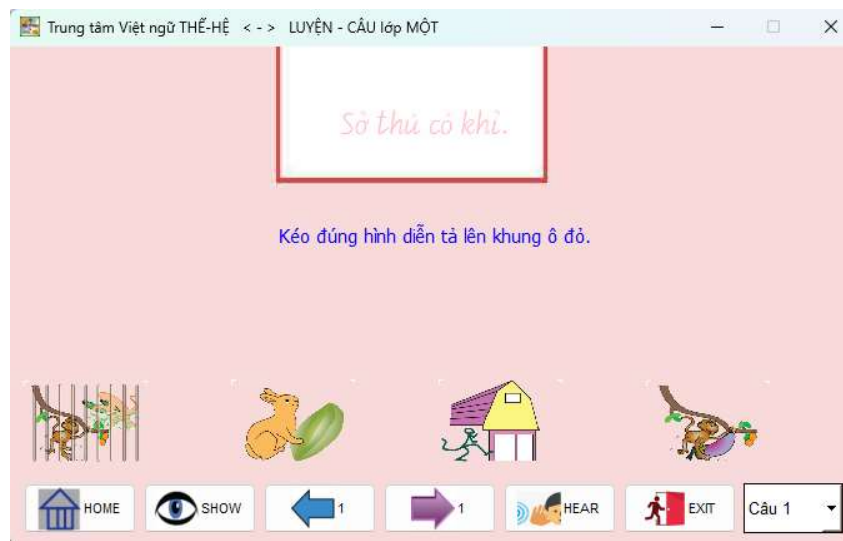 Trung tâm Việt ngữ THẾ-HỆ <-> LUYỆN - CÂU lớp MỘT
Sở thú có khỉ.
Kéo đúng hình diễn tả lên khung ô đỏ.
HOME
SHOW
1
1
HEAR
EXIT
Câu 1